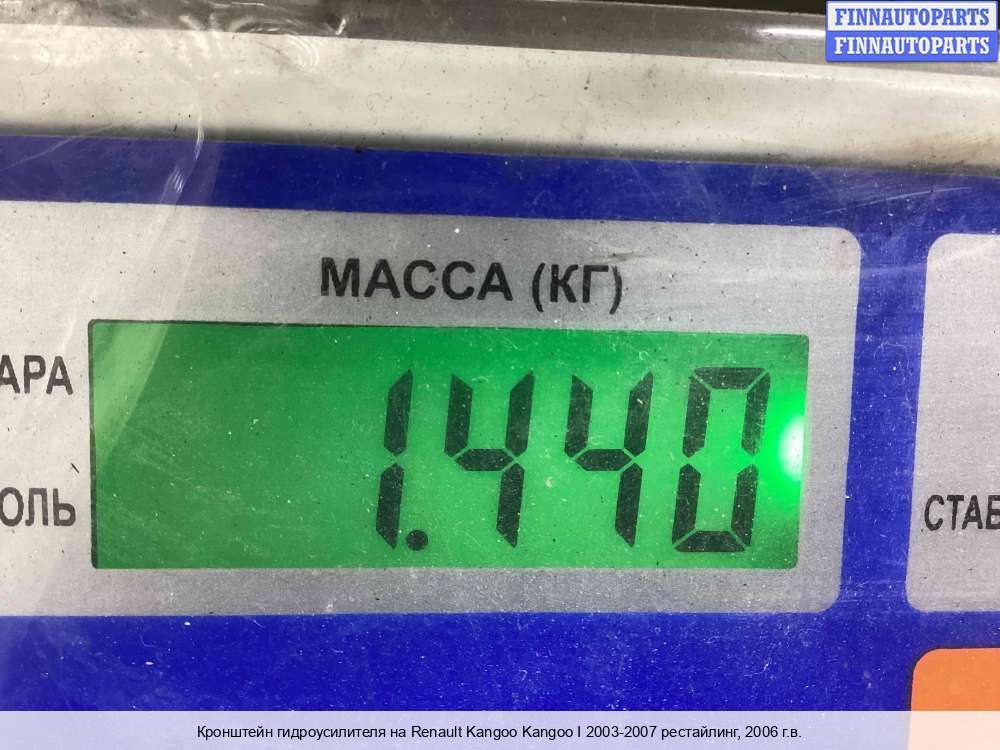 FINNAUTOPARTS
FINNAUTOPARTS
МАССА (КГ)
АРА
1.440
ОЛЬ
СТАБ
Кронштейн гидроусилителя на Renault Kangoo Kangoo I 2003-2007 рестайлинг, 2006 г.в.